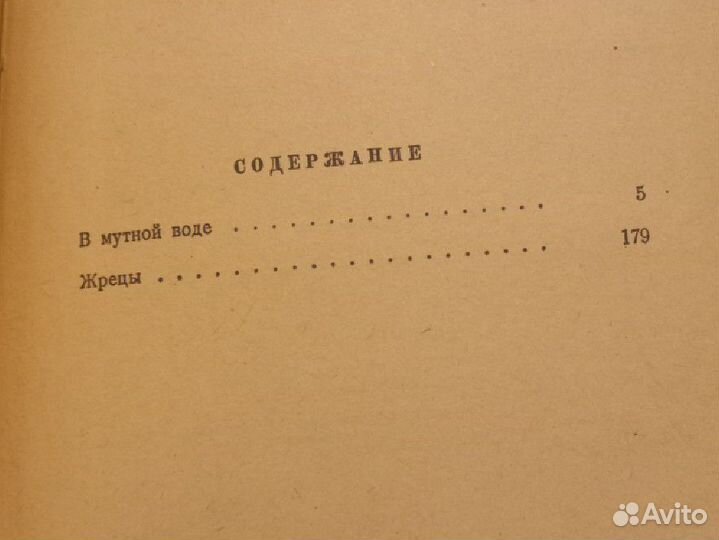 СОДЕРЖАНИЕ
В мутной воде . . . . . . . . . . . . . . . . . 5
Жрецы . . . . . . . . . . . . . . . . . . . . . 179
Avito